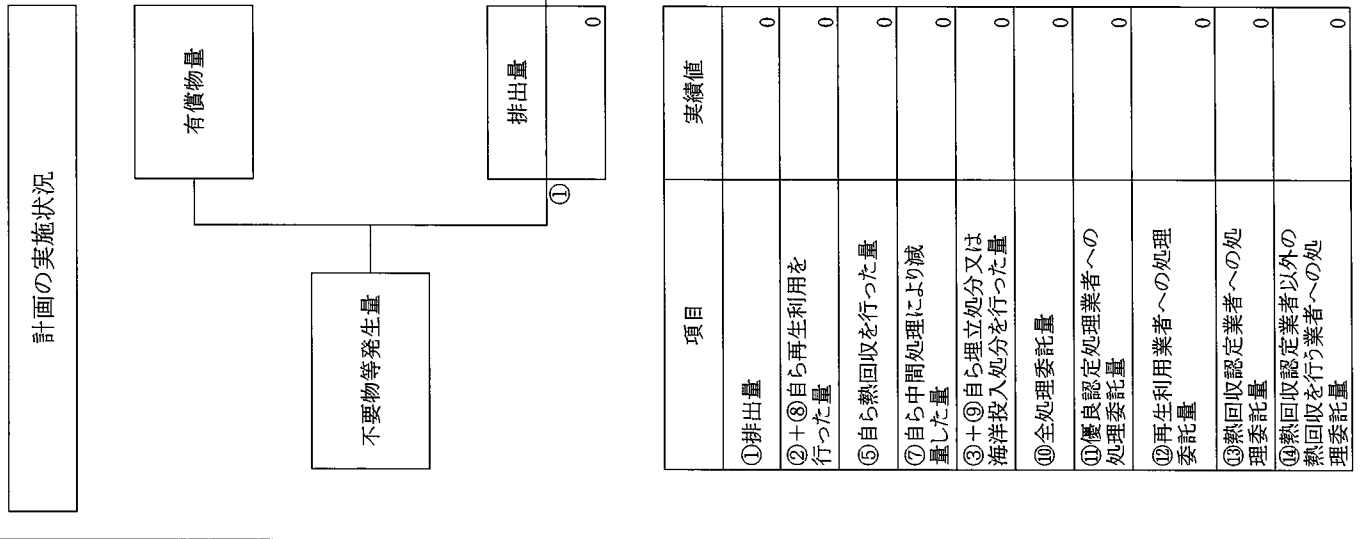 計画の実施状況
有償物量
不要物等発生量
①
排出量
0
項目
実績値
①排出量
0
②+⑧自ら再生利用を
行った量
0
⑤自ら熱回収を行った量
0
⑦自ら中間処理により減
量した量
0
③+⑨自ら埋立処分又は
海洋投入処分を行った量
0
⑩全処理委託量
0
⑪優良認定処理業者への
処理委託量
0
⑫再生利用業者への処理
委託量
0
⑬熱回収認定業者への処
理委託量
0
⑭熱回収認定業者以外の
熱回収を行う業者への処
理委託量
0